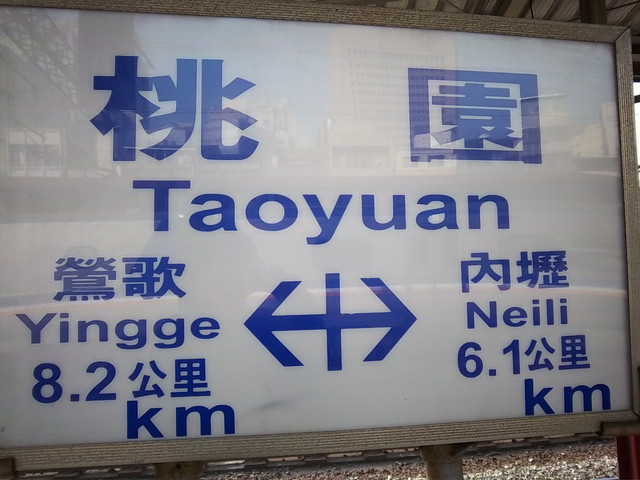 桃園
Taoyuan
鶯歌
Yingge
8.2公里
km
內壢
Neili
6.1公里
km